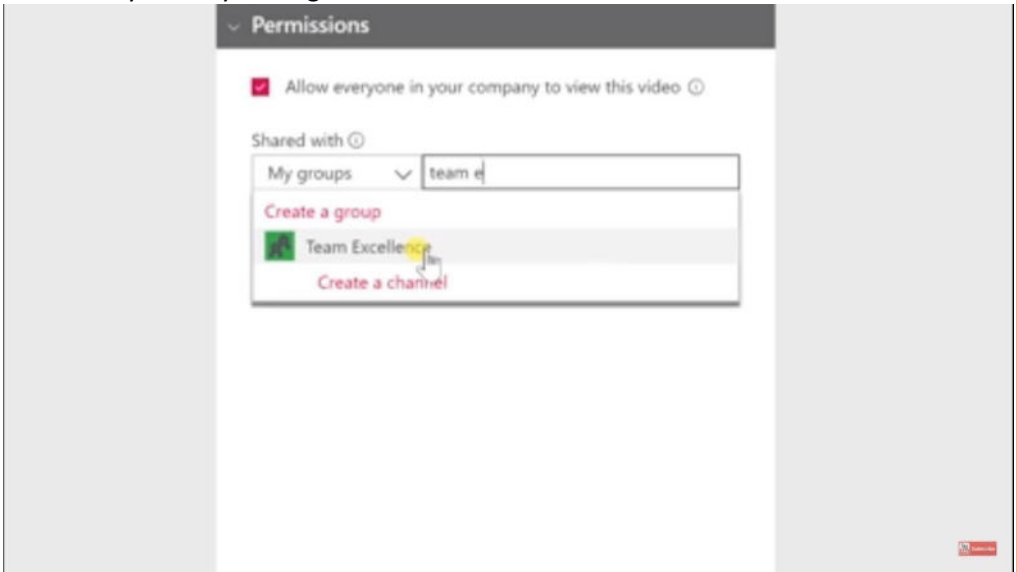 Permissions
Allow everyone in your company to view this video
Shared with
My groups
team e
Create a group
Team Excellence
Create a channel